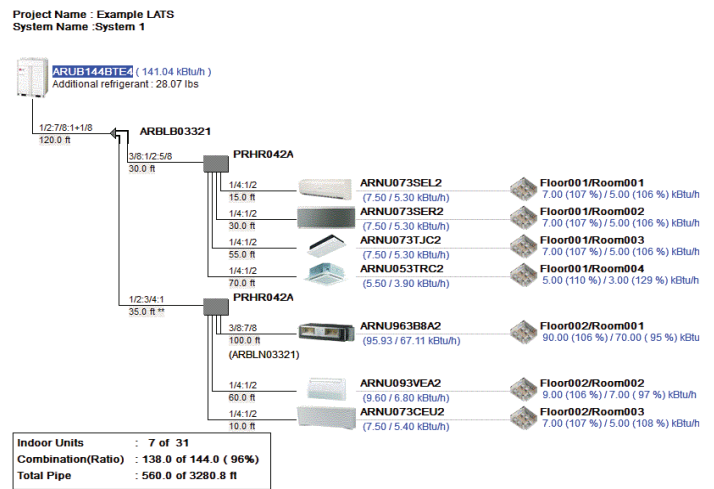 Project Name : Example LATS
System Name :System 1
ARUB144BTE4 ( 141.04 kBtu/h )
Additional refrigerant : 28.07 lbs
1/2:7/8:1+1/8
120.0 ft
ARBLB03321
3/8:1/2:5/8
30.0 ft
PRHR042A
1/4:1/2
15.0 ft
ARNU073SEL2
(7.50 / 5.30 kBtu/h)
Floor001/Room001
7.00 (107 %) / 5.00 (106 %) kBtu/h
1/4:1/2
30.0 ft
ARNU073SER2
(7.50 / 5.30 kBtu/h)
Floor001/Room002
7.00 (107 %) / 5.00 (106 %) kBtu/h
1/4:1/2
55.0 ft
ARNU073TJC2
(7.50 / 5.30 kBtu/h)
Floor001/Room003
7.00 (107 %) / 5.00 (106 %) kBtu/h
1/4:1/2
70.0 ft
ARNU053TRC2
(5.50 / 3.90 kBtu/h)
Floor001/Room004
5.00 (110 %) / 3.00 (129 %) kBtu/h
1/2:3/4:1
35.0 ft **
PRHR042A
3/8:7/8
100.0 ft
(ARBLN03321)
ARNU963B8A2
(95.93 / 67.11 kBtu/h)
Floor002/Room001
90.00 (106 %) / 70.00 ( 95 %) kBtu
1/4:1/2
60.0 ft
ARNU093VEA2
(9.60 / 6.80 kBtu/h)
Floor002/Room002
9.00 (106 %) / 7.00 ( 97 %) kBtu/h
1/4:1/2
10.0 ft
ARNU073CEU2
(7.50 / 5.40 kBtu/h)
Floor002/Room003
7.00 (107 %) / 5.00 (108 %) kBtu/h
Indoor Units : 7 of 31
Combination(Ratio) : 138.0 of 144.0 ( 96%)
Total Pipe : 560.0 of 3280.8 ft